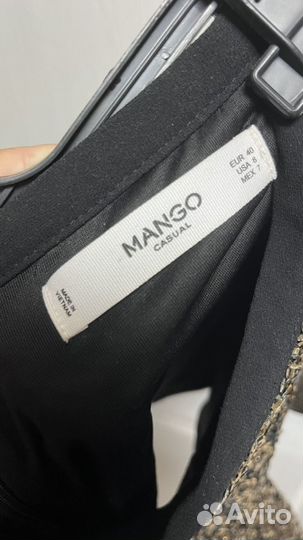 EUR 40
USA 8
MEX 7
MANGO
CASUAL
MADE IN
VIETNAM
Avito